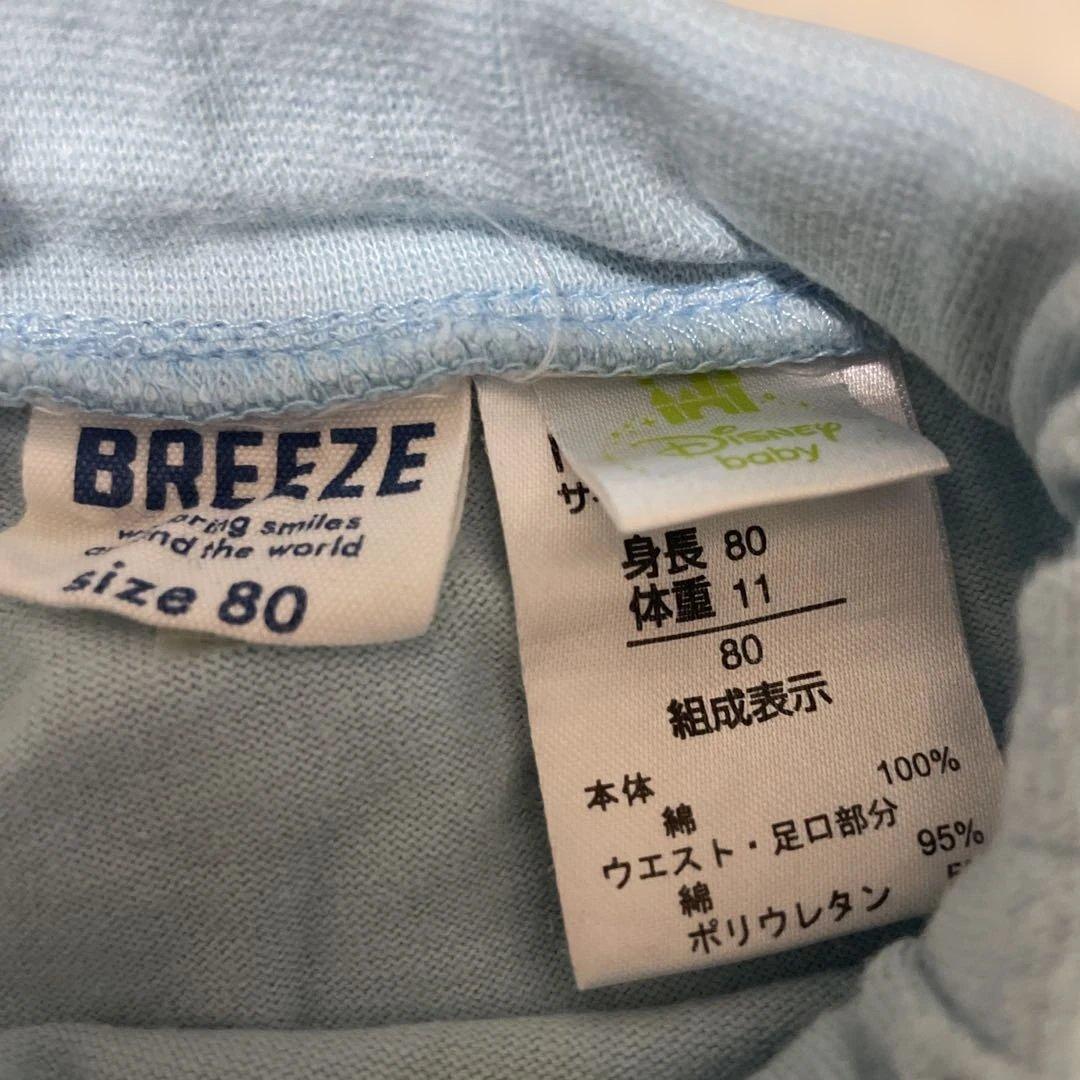 BREEZE
smiles
the world
size 80
Disney
baby
身長 80
体重 11
80
組成表示
本体
綿 100%
ウエスト・足口部分
綿 95%
ポリウレタン